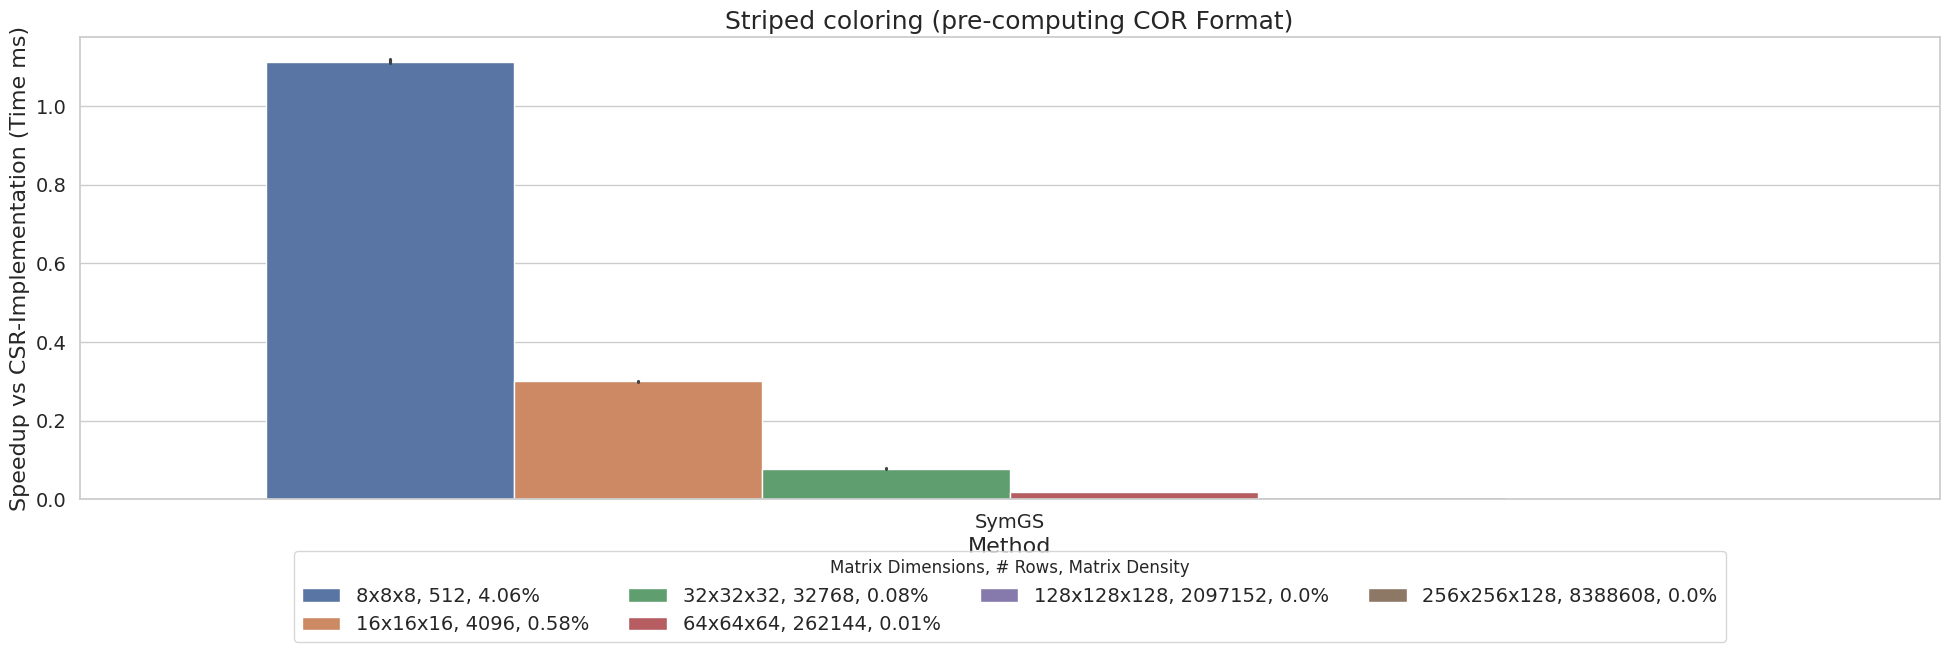 Striped coloring (pre-computing COR Format)
Speedup vs CSR-Implementation (Time ms)
1.0
0.8
0.6
0.4
0.2
0.0
SymGS
Method
Matrix Dimensions, # Rows, Matrix Density
8x8x8, 512, 4.06%
16x16x16, 4096, 0.58%
32x32x32, 32768, 0.08%
64x64x64, 262144, 0.01%
128x128x128, 2097152, 0.0%
256x256x128, 8388608, 0.0%